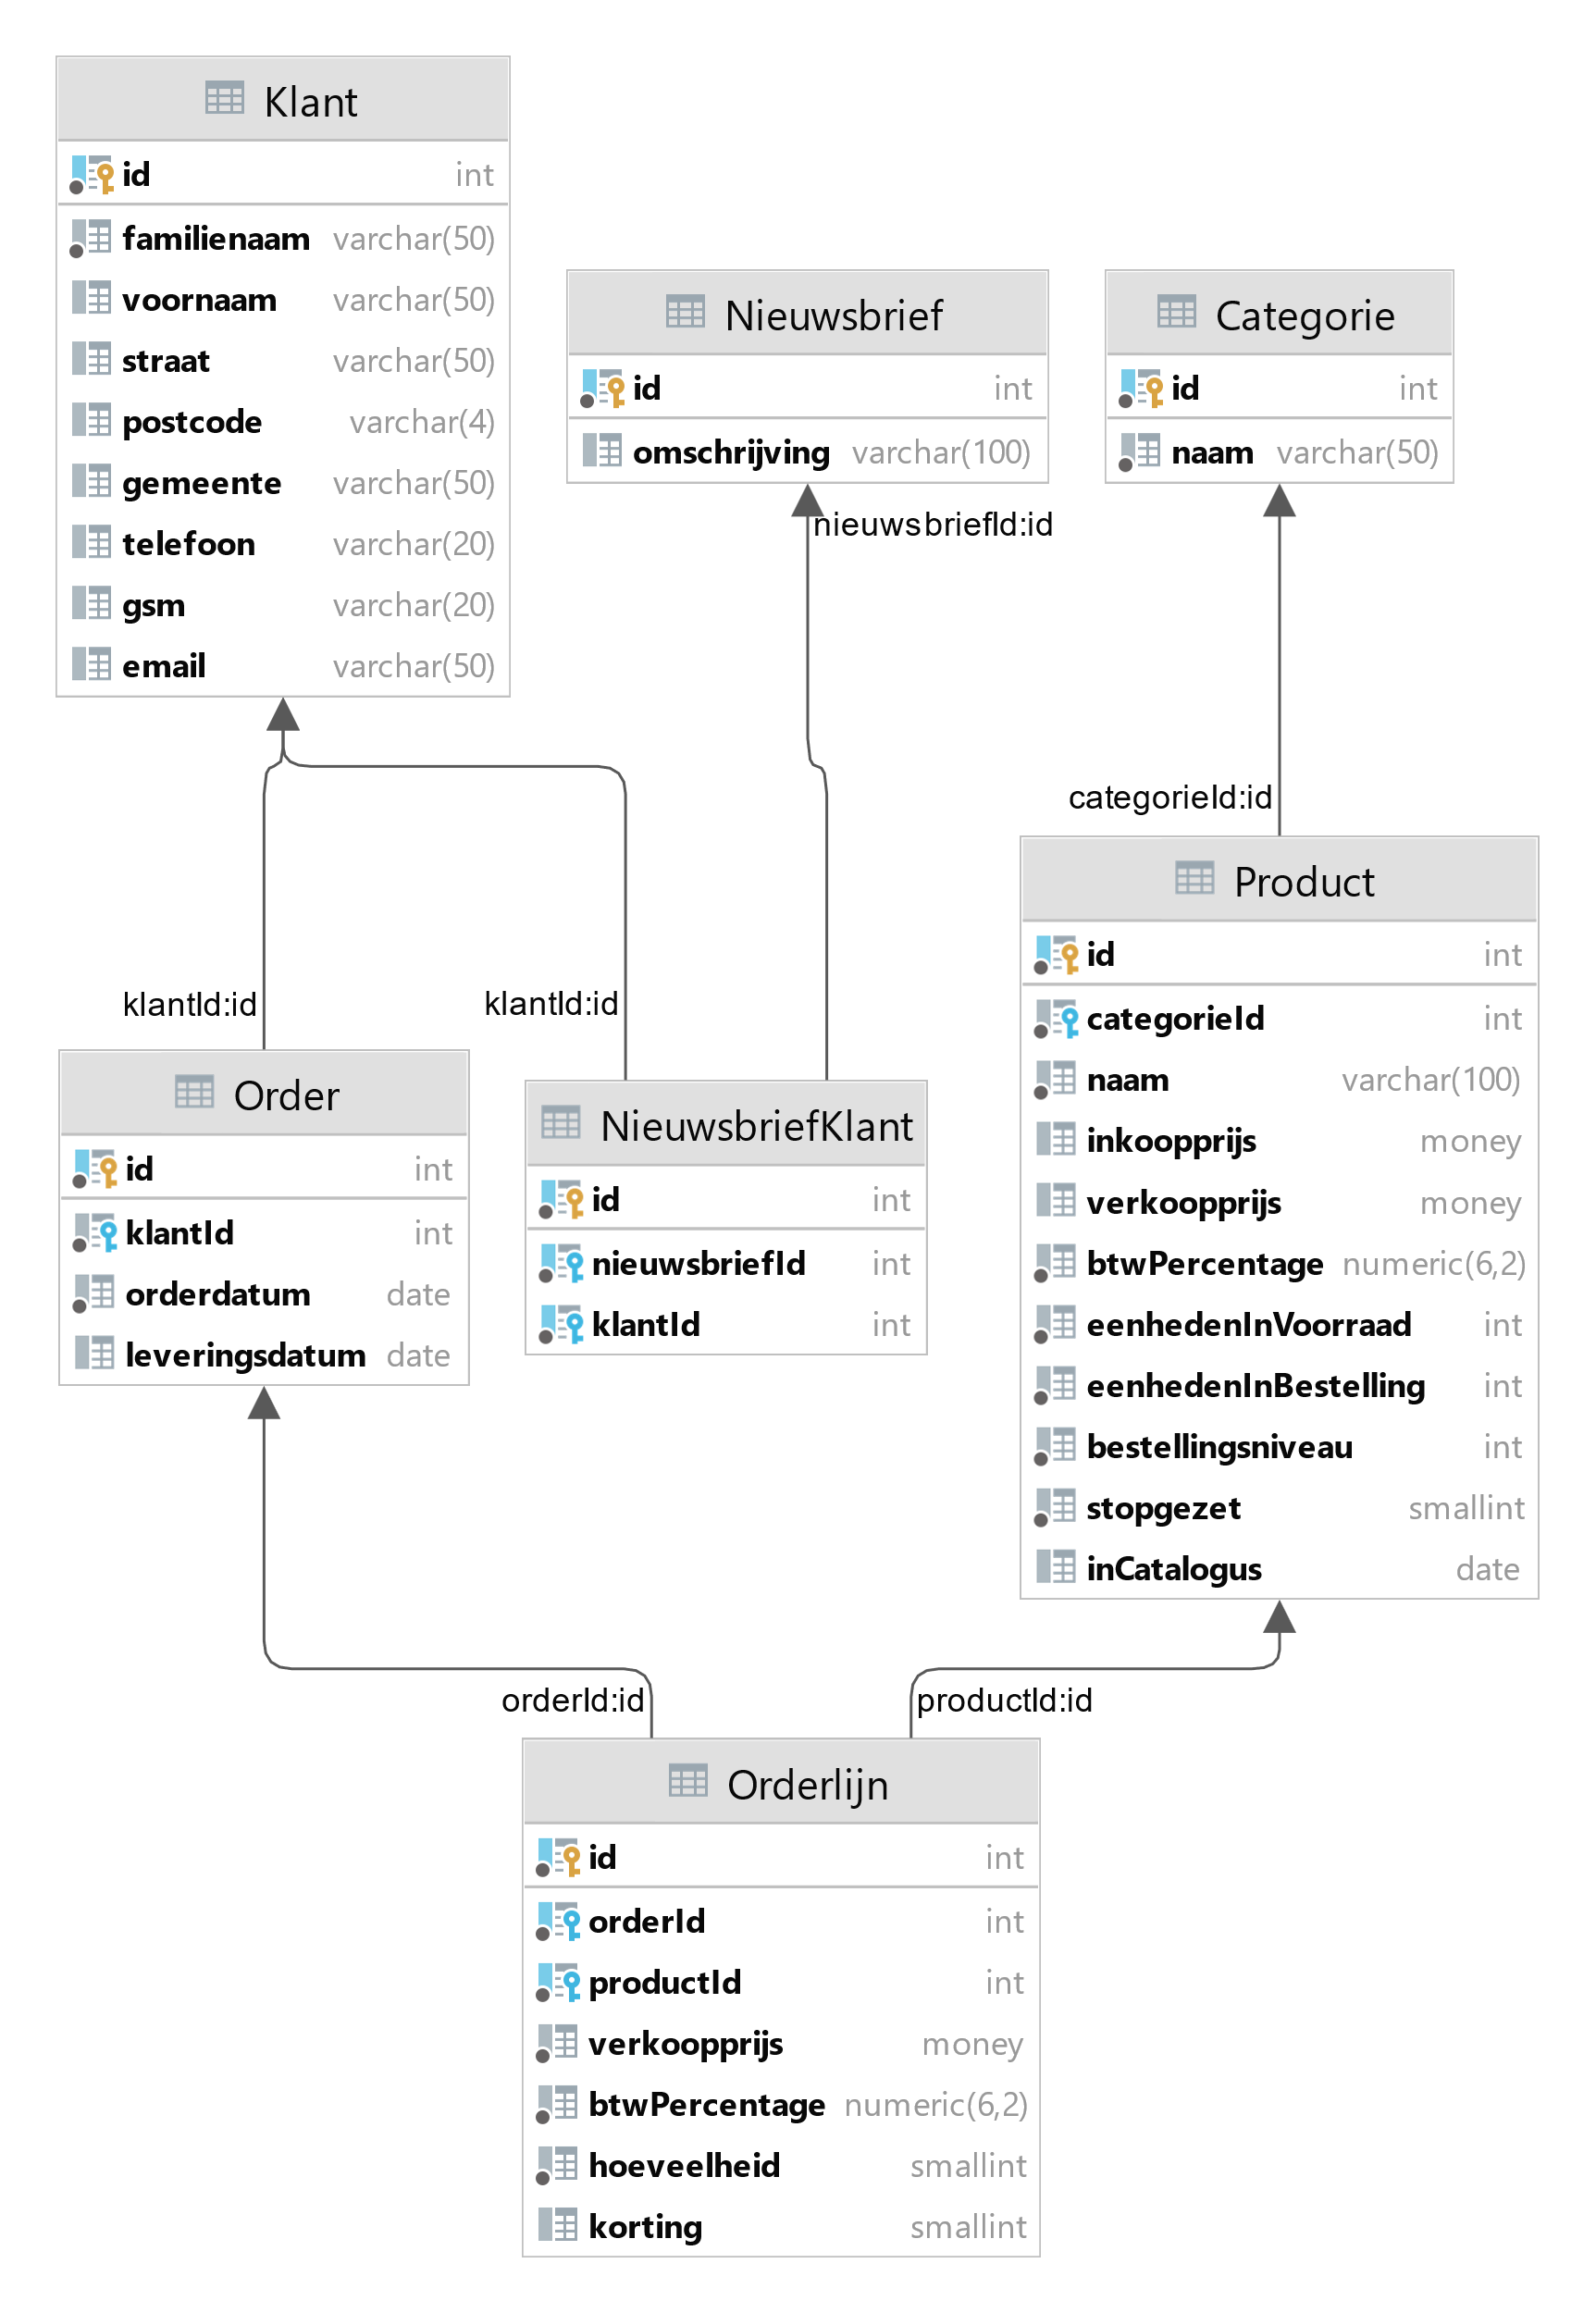 Klant
id int
familienaam varchar(50)
voornaam varchar(50)
straat varchar(50)
postcode varchar(4)
gemeente varchar(50)
telefoon varchar(20)
gsm varchar(20)
email varchar(50)
Nieuwsbrief
id int
omschrijving varchar(100)
Categorie
id int
naam varchar(50)
nieuwsbriefId:id
categorieId:id
klantId:id
klantId:id
Product
id int
categorieId int
naam varchar(100)
inkoopprijs money
verkoopprijs money
btwPercentage numeric(6,2)
eenhedenInVoorraad int
eenhedenInBestelling int
bestellingsniveau int
stopgezet smallint
inCatalogus date
Order
id int
klantId int
orderdatum date
leveringsdatum date
NieuwsbriefKlant
id int
nieuwsbriefId int
klantId int
orderId:id
productId:id
Orderlijn
id int
orderId int
productId int
verkoopprijs money
btwPercentage numeric(6,2)
hoeveelheid smallint
korting smallint